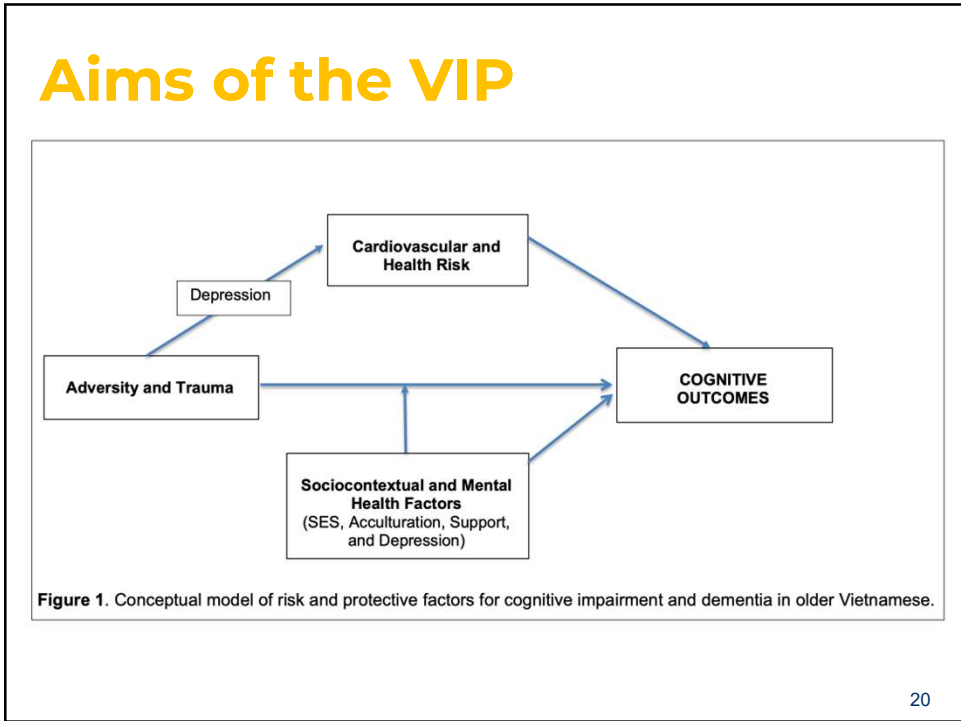 Aims of the VIP
Cardiovascular and
Health Risk
Depression
Adversity and Trauma
COGNITIVE
OUTCOMES
Sociocontextual and Mental
Health Factors
(SES, Acculturation, Support,
and Depression)
Figure 1. Conceptual model of risk and protective factors for cognitive impairment and dementia in older Vietnamese.
20